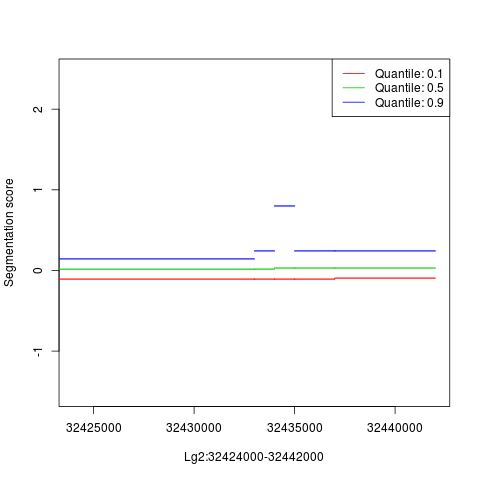 Quantile: 0.1
Quantile: 0.5
Quantile: 0.9
Segmentation score
2
1
0
-1
32425000 32430000 32435000 32440000
Lg2:32424000-32442000